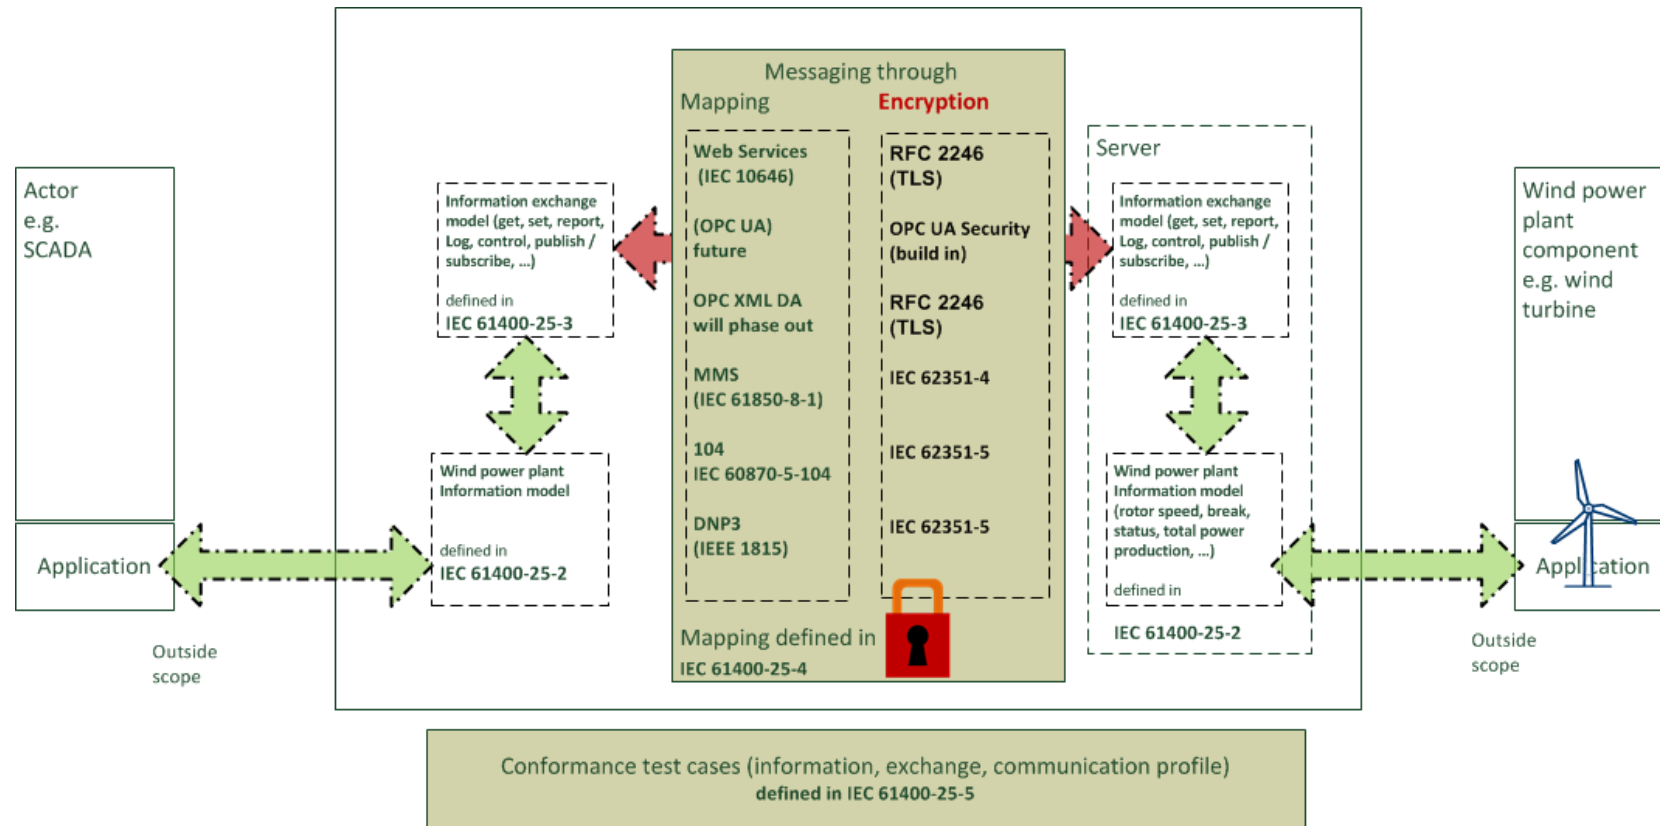 Actor
e.g.
SCADA
Application
Outside
scope
Information exchange
model (get, set, report,
Log, control, publish /
subscribe, ...)
defined in
IEC 61400-25-3
Wind power plant
Information model
defined in
IEC 61400-25-2
Messaging through
Mapping
Encryption
Web Services
(IEC 10646)
RFC 2246
(TLS)
(OPC UA)
future
OPC UA Security
(build in)
OPC XML DA
will phase out
RFC 2246
(TLS)
MMS
(IEC 61850-8-1)
IEC 62351-4
104
IEC 60870-5-104
IEC 62351-5
DNP3
(IEEE 1815)
IEC 62351-5
Mapping defined in
IEC 61400-25-4
Server
Information exchange
model (get, set, report,
Log, control, publish /
subscribe, ...)
defined in
IEC 61400-25-3
Wind power plant
Information model
(rotor speed, break,
status, total power
production, ...)
defined in
IEC 61400-25-2
Wind power
plant
component
e.g. wind
turbine
Application
Outside
scope
Conformance test cases (information, exchange, communication profile)
defined in IEC 61400-25-5